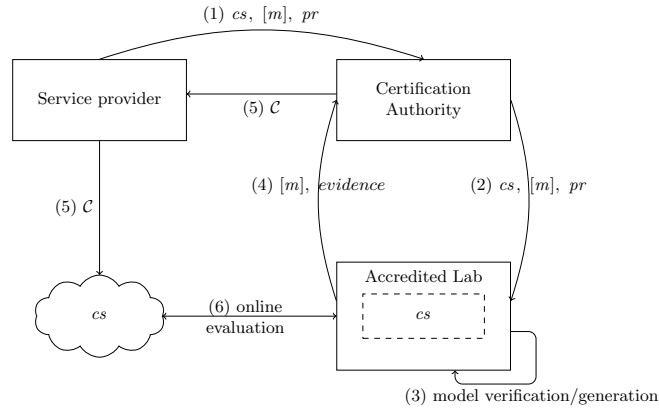 (1) cs, [m], pr
Service provider
Certification
Authority
(5) 𝒞
(4) [m], evidence
(2) cs, [m], pr
(5) 𝒞
Accredited Lab
cs
cs
(6) online
evaluation
(3) model verification/generation